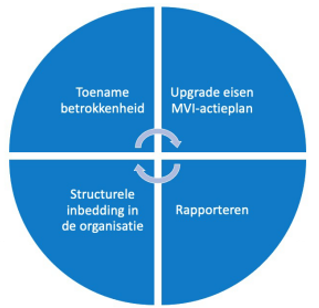 Toename
betrokkenheid
Upgrade eisen
MVI-actieplan
Structurele
inbedding in
de organisatie
Rapporteren